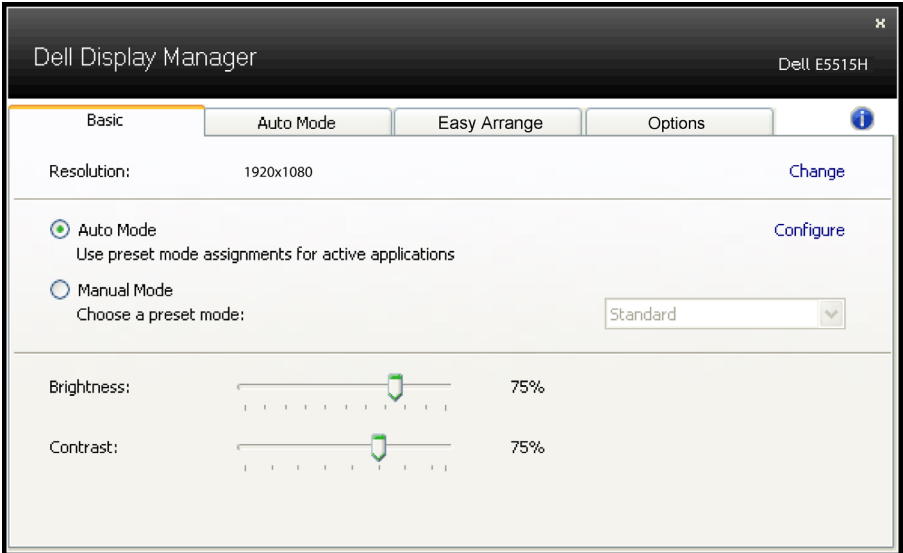 Dell Display Manager
Dell E5515H
Basic
Auto Mode
Easy Arrange
Options
Resolution:
1920x1080
Change
Auto Mode
Configure
Use preset mode assignments for active applications
Manual Mode
Choose a preset mode:
Standard
Brightness:
75%
Contrast:
75%